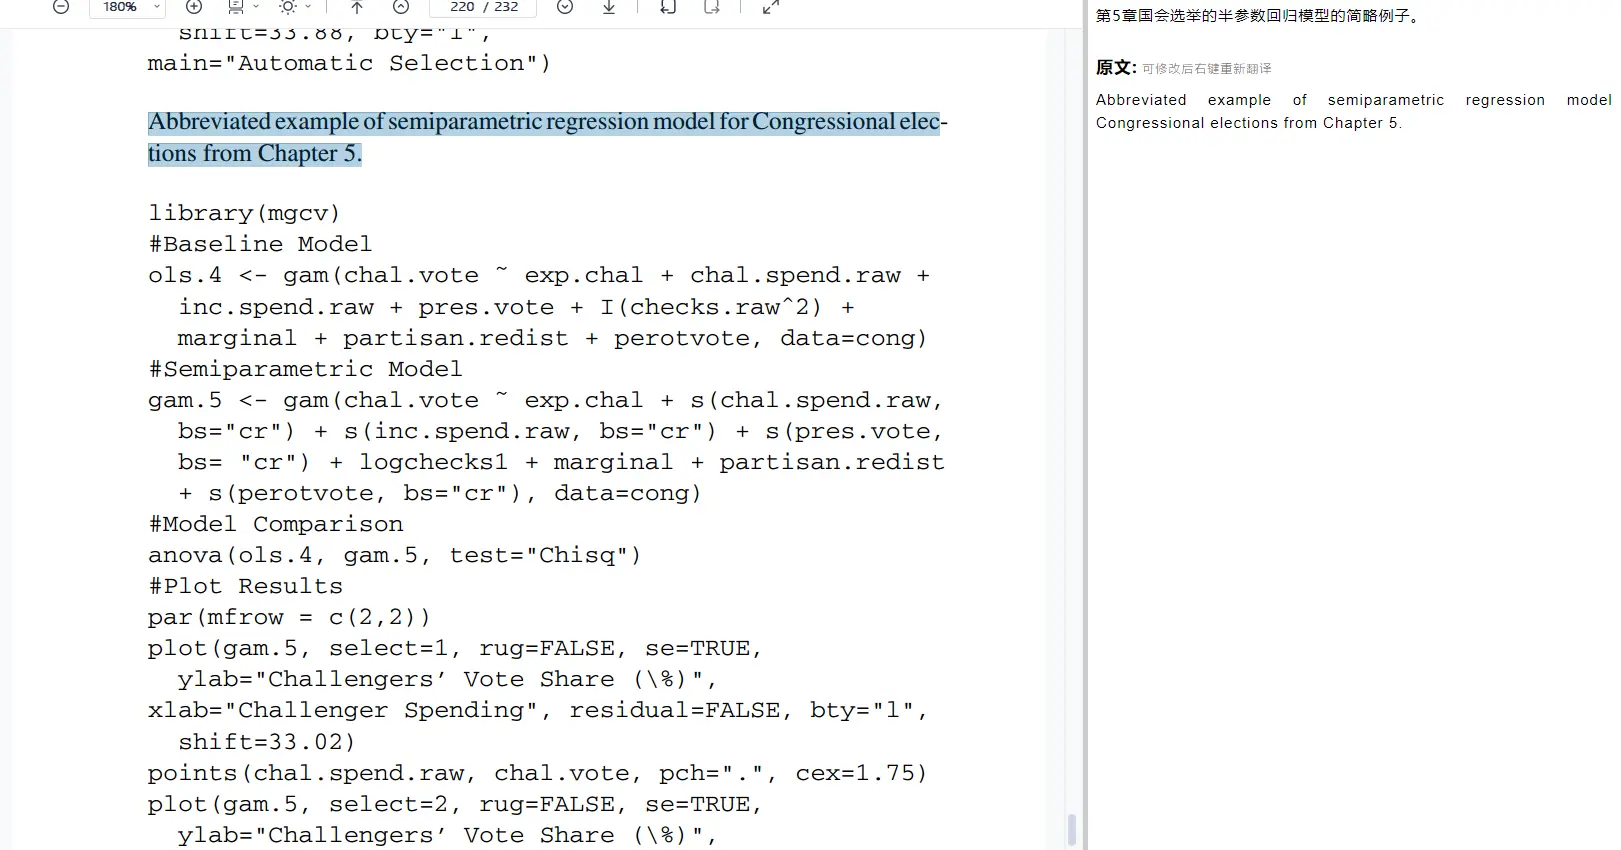 180%
220 / 232
shift=33.88, bty="l",
main="Automatic Selection")
Abbreviated example of semiparametric regression model for Congressional elec-
tions from Chapter 5.
library(mgcv)
#Baseline Model
ols.4 <- gam(chal.vote ~ exp.chal + chal.spend.raw +
inc.spend.raw + pres.vote + I(checks.raw^2) +
marginal + partisan.redist + perotvote, data=cong)
#Semiparametric Model
gam.5 <- gam(chal.vote ~ exp.chal + s(chal.spend.raw,
bs="cr") + s(inc.spend.raw, bs="cr") + s(pres.vote,
bs= "cr") + logchecks1 + marginal + partisan.redist
+ s(perotvote, bs="cr"), data=cong)
#Model Comparison
anova(ols.4, gam.5, test="Chisq")
#Plot Results
par(mfrow = c(2,2))
plot(gam.5, select=1, rug=FALSE, se=TRUE,
ylab="Challengers’ Vote Share (\%)",
xlab="Challenger Spending", residual=FALSE, bty="l",
shift=33.02)
points(chal.spend.raw, chal.vote, pch=".", cex=1.75)
plot(gam.5, select=2, rug=FALSE, se=TRUE,
ylab="Challengers’ Vote Share (\%)",
第5章国会选举的半参数回归模型的简略例子。
原文: 可修改后右键重新翻译
Abbreviated example of semiparametric regression model
Congressional elections from Chapter 5.